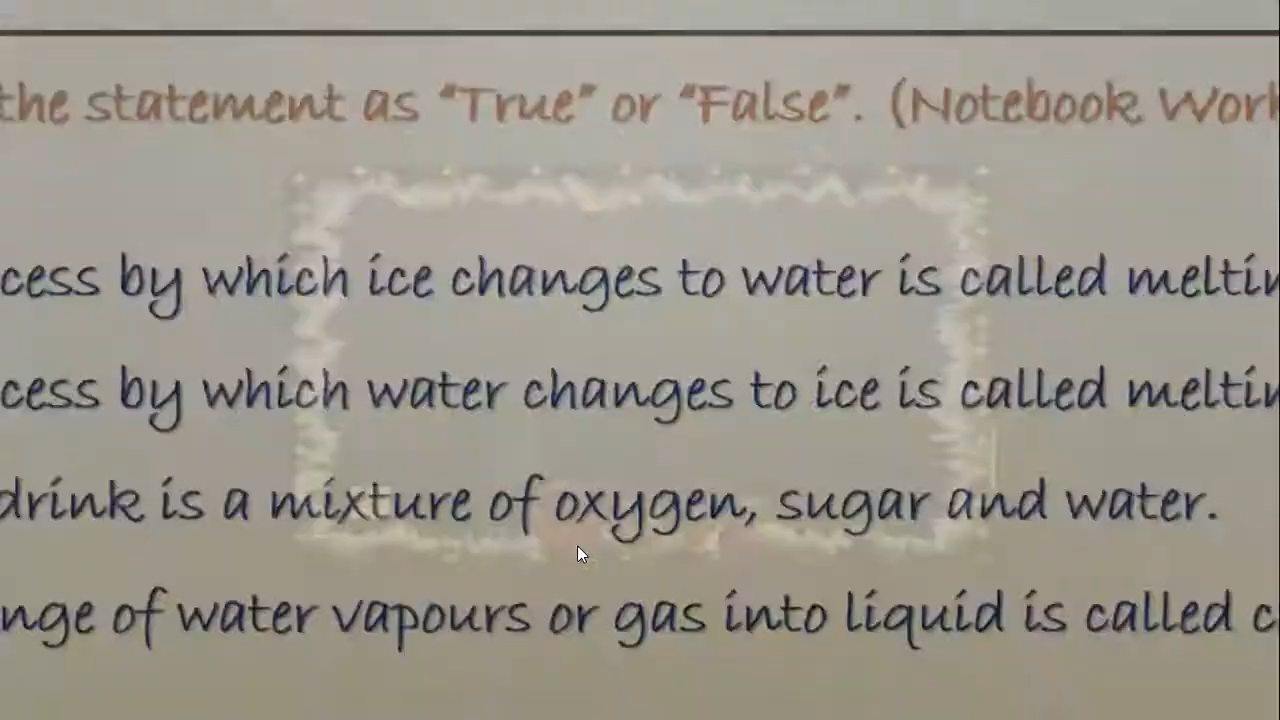 the statement as "True" or "False". (Notebook Work
cess by which ice changes to water is called meltin
cess by which water changes to ice is called meltin
drink is a mixture of oxygen, sugar and water.
nge of water vapours or gas into liquid is called c